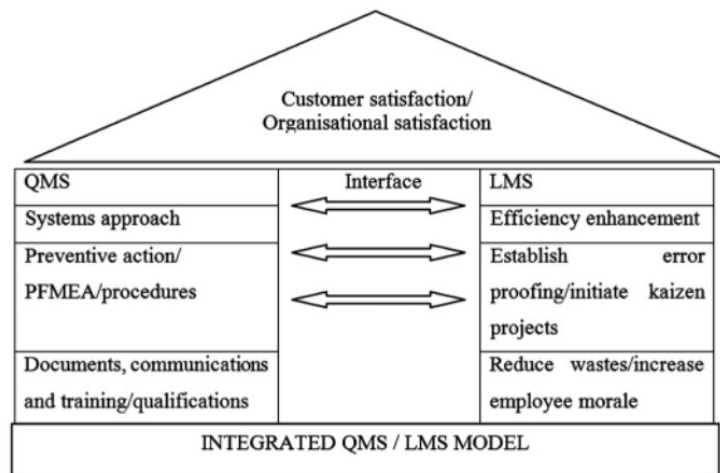 Customer satisfaction/
Organisational satisfaction
QMS
Interface
LMS
Systems approach
Efficiency enhancement
Preventive action/
PFMEA/procedures
Establish error
proofing/initiate kaizen
projects
Documents, communications
and training/qualifications
Reduce wastes/increase
employee morale
INTEGRATED QMS / LMS MODEL